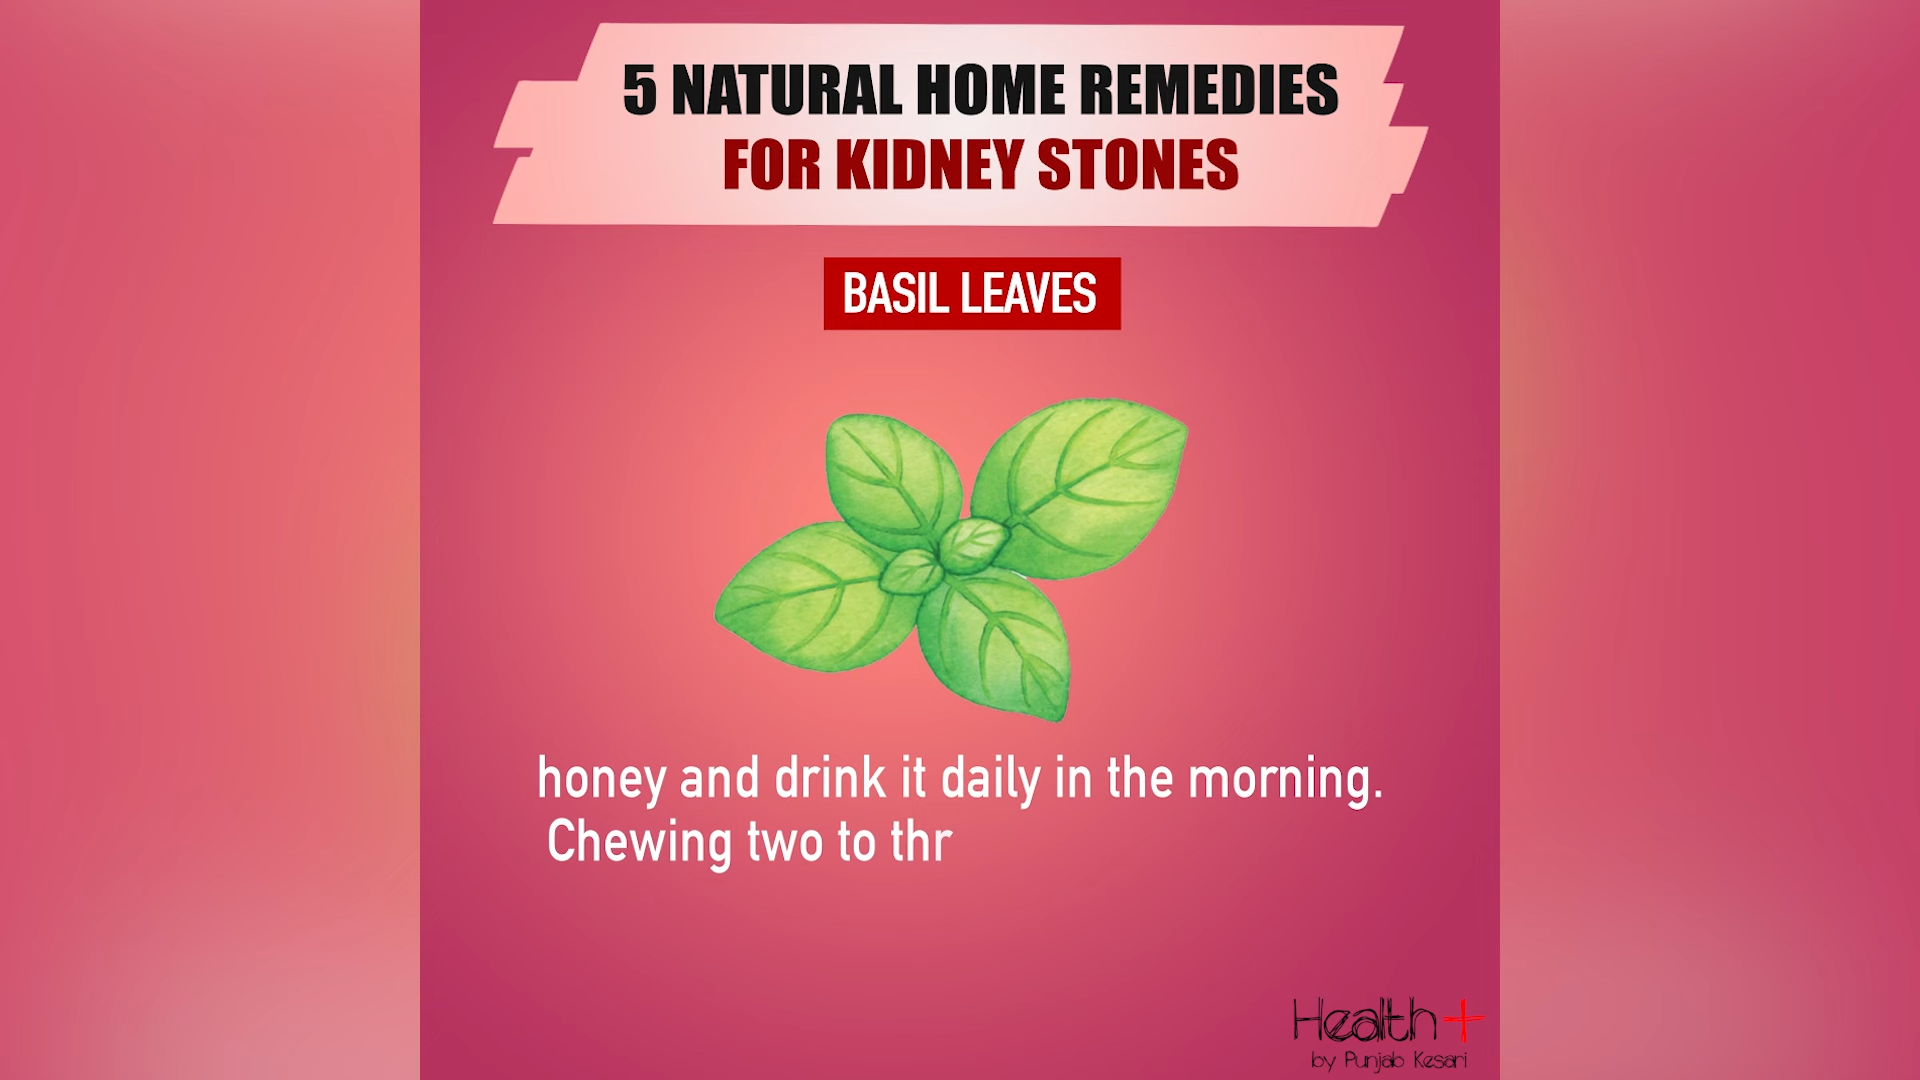 5 NATURAL HOME REMEDIES
FOR KIDNEY STONES
BASIL LEAVES
honey and drink it daily in the morning.
Chewing two to thr
Health+
by Punjab Kesari